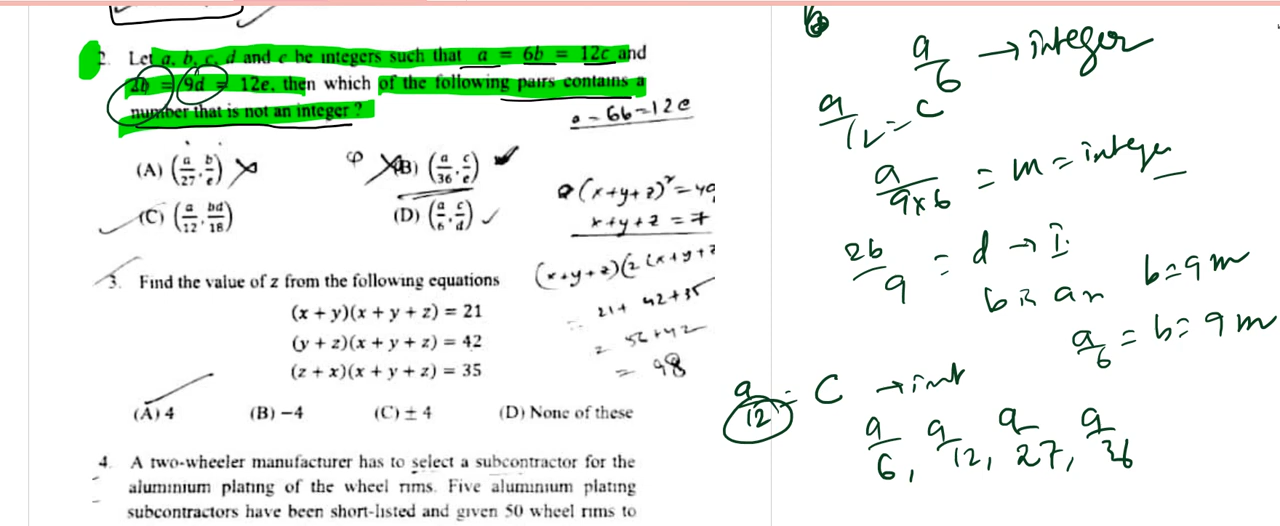 2. Let a, b, c, d and e be integers such that a = 6b = 12c and
2b = 9d = 12e, then which of the following pairs contains a
number that is not an integer ?
a = 6b = 12c
(A) (a/27, b/e)
(B) (a/36, c/e)
(C) (a/12, bd/18)
(D) (a/6, c/d)
(x+y+z)² = 49
x+y+z = 7
3. Find the value of z from the following equations
(x+y+z)(2(x+y+z
(x + y)(x + y + z) = 21
(y + z)(x + y + z) = 42
(z + x)(x + y + z) = 35
21 + 42 + 35
= 56 + 42
= 98
(A) 4 (B) −4 (C) ± 4 (D) None of these
4. A two-wheeler manufacturer has to select a subcontractor for the
aluminium plating of the wheel rims. Five aluminium plating
subcontractors have been short-listed and given 50 wheel rims to
a/6 → integer
a/12 = c
a/9×6 = m = integer
2b/9 = d → I.
b = 9m
a/6 = b = 9m
a/12 = C → int
a/6, a/12, a/27, a/36